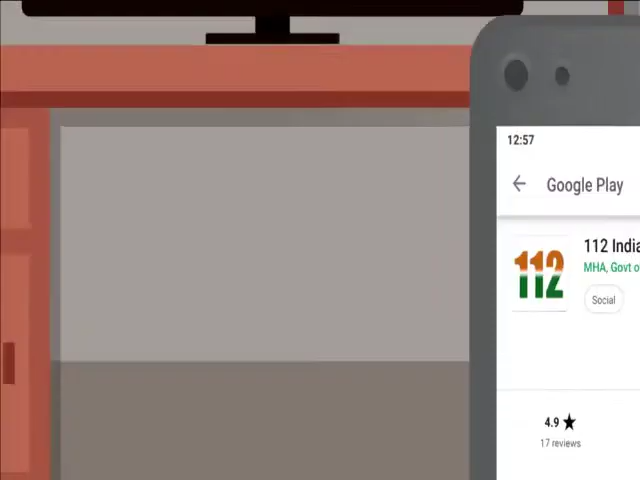 12:57
Google Play
112 India
MHA, Govt o
112
Social
4.9 ★
17 reviews